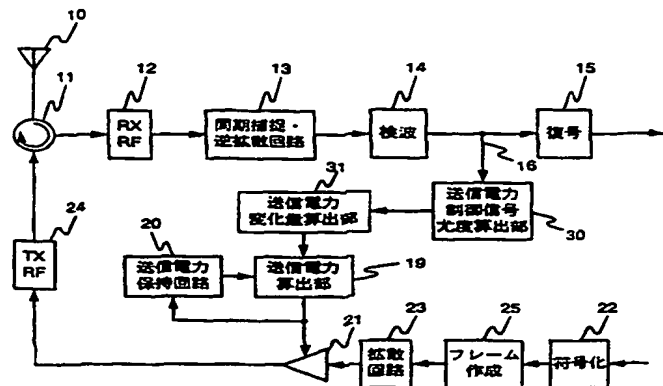 10
11
12
13
14
15
RX
RF
同期捕捉・
逆拡散回路
検波
復号
16
31
送信電力
変化量算出部
送信電力
制御信号
尤度算出部
30
24
TX
RF
20
送信電力
保持回路
送信電力
算出部
19
21
23
25
22
拡散
回路
フレーム
作成
符号化